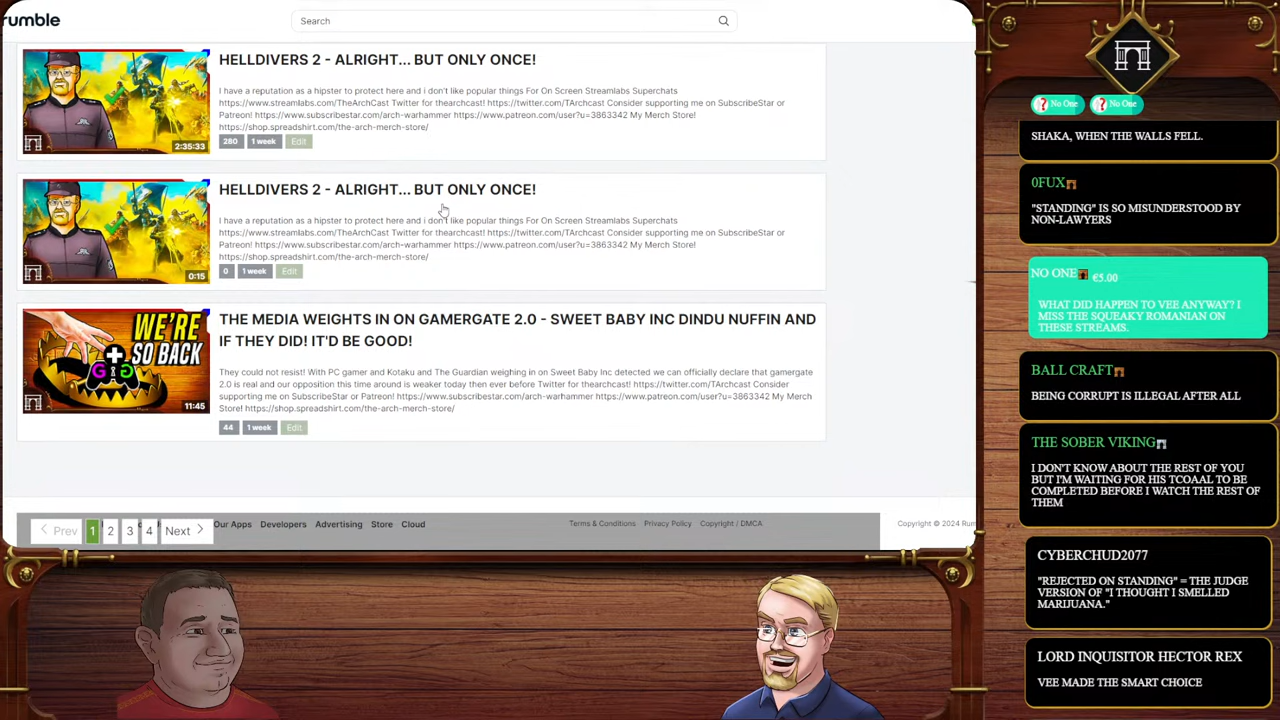 rumble
Search
HELLDIVERS 2 - ALRIGHT... BUT ONLY ONCE!
I have a reputation as a hipster to protect here and i don't like popular things For On Screen Streamlabs Superchats
https://www.streamlabs.com/TheArchCast Twitter for thearchcast! https://twitter.com/TArchcast Consider supporting me on SubscribeStar or
Patreon! https://www.subscribestar.com/arch-warhammer https://www.patreon.com/user?u=3863342 My Merch Store!
https://shop.spreadshirt.com/the-arch-merch-store/
2:35:33
280 1 week Edit
HELLDIVERS 2 - ALRIGHT... BUT ONLY ONCE!
I have a reputation as a hipster to protect here and i don't like popular things For On Screen Streamlabs Superchats
https://www.streamlabs.com/TheArchCast Twitter for thearchcast! https://twitter.com/TArchcast Consider supporting me on SubscribeStar or
Patreon! https://www.subscribestar.com/arch-warhammer https://www.patreon.com/user?u=3863342 My Merch Store!
https://shop.spreadshirt.com/the-arch-merch-store/
0:15
0 1 week Edit
WE'RE
SO BACK
G G
11:45
THE MEDIA WEIGHTS IN ON GAMERGATE 2.0 - SWEET BABY INC DINDU NUFFIN AND
IF THEY DID! IT'D BE GOOD!
They could not resist! With PC gamer and Kotaku and The Guardian weighing in on Sweet Baby Inc detected we can officially declare that gamergate
2.0 is real and our opposition this time around is weaker today then ever before Twitter for thearchcast! https://twitter.com/TArchcast Consider
supporting me on SubscribeStar or Patreon! https://www.subscribestar.com/arch-warhammer https://www.patreon.com/user?u=3863342 My Merch
Store! https://shop.spreadshirt.com/the-arch-merch-store/
44 1 week Edit
Prev 1 2 3 4 Next
Our Apps Developers Advertising Store Cloud
Terms & Conditions Privacy Policy Copyright / DMCA
Copyright © 2024 Rum
No One No One
SHAKA, WHEN THE WALLS FELL.
0FUX
"STANDING" IS SO MISUNDERSTOOD BY
NON-LAWYERS
NO ONE €5.00
WHAT DID HAPPEN TO VEE ANYWAY? I
MISS THE SQUEAKY ROMANIAN ON
THESE STREAMS.
BALL CRAFT
BEING CORRUPT IS ILLEGAL AFTER ALL
THE SOBER VIKING
I DON'T KNOW ABOUT THE REST OF YOU
BUT I'M WAITING FOR HIS TCOAAL TO BE
COMPLETED BEFORE I WATCH THE REST OF
THEM
CYBERCHUD2077
"REJECTED ON STANDING" = THE JUDGE
VERSION OF "I THOUGHT I SMELLED
MARIJUANA."
LORD INQUISITOR HECTOR REX
VEE MADE THE SMART CHOICE